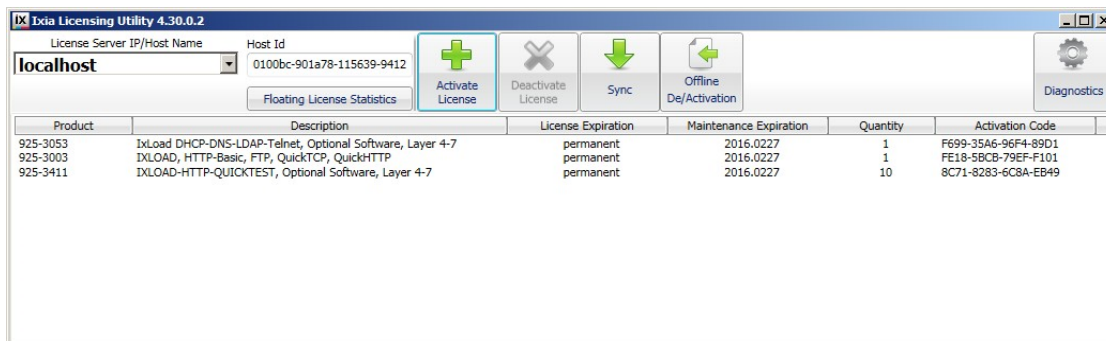 IX Ixia Licensing Utility 4.30.0.2
License Server IP/Host Name
localhost
Host Id
0100bc-901a78-115639-9412
Floating License Statistics
Activate
License
Deactivate
License
Sync
Offline
De/Activation
Diagnostics
Product Description License Expiration Maintenance Expiration Quantity Activation Code
925-3053 IxLoad DHCP-DNS-LDAP-Telnet, Optional Software, Layer 4-7 permanent 2016.0227 1 F699-35A6-96F4-89D1
925-3003 IXLOAD, HTTP-Basic, FTP, QuickTCP, QuickHTTP permanent 2016.0227 1 FE18-5BCB-79EF-F101
925-3411 IXLOAD-HTTP-QUICKTEST, Optional Software, Layer 4-7 permanent 2016.0227 10 8C71-8283-6C8A-EB49